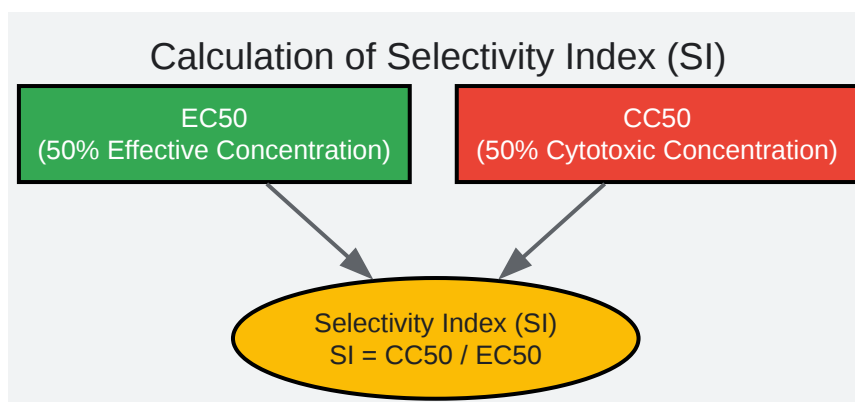 Calculation of Selectivity Index (SI)
EC50
(50% Effective Concentration)
CC50
(50% Cytotoxic Concentration)
Selectivity Index (SI)
SI = CC50 / EC50